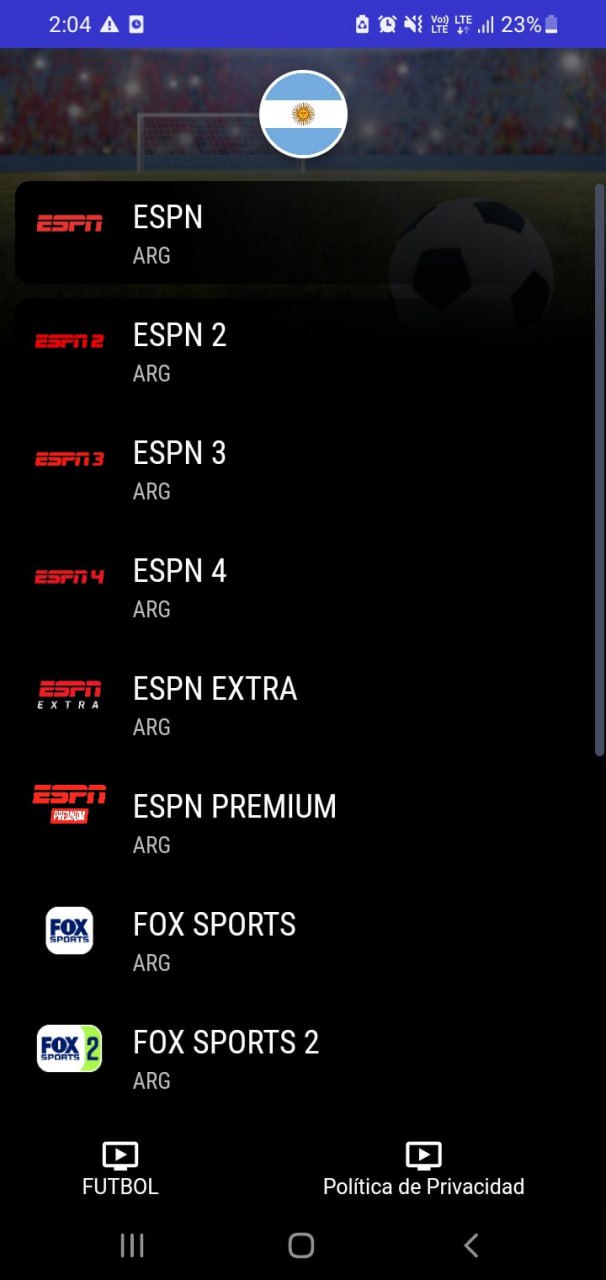 2:04
Vo)) LTE
LTE 23%
ESPN
ESPN
ARG
ESPN 2
ESPN 2
ARG
ESPN 3
ESPN 3
ARG
ESPN 4
ESPN 4
ARG
ESPN
EXTRA
ESPN EXTRA
ARG
ESPN
PREMIUM
ESPN PREMIUM
ARG
FOX
SPORTS
FOX SPORTS
ARG
FOX
SPORTS 2
FOX SPORTS 2
ARG
FUTBOL
Política de Privacidad